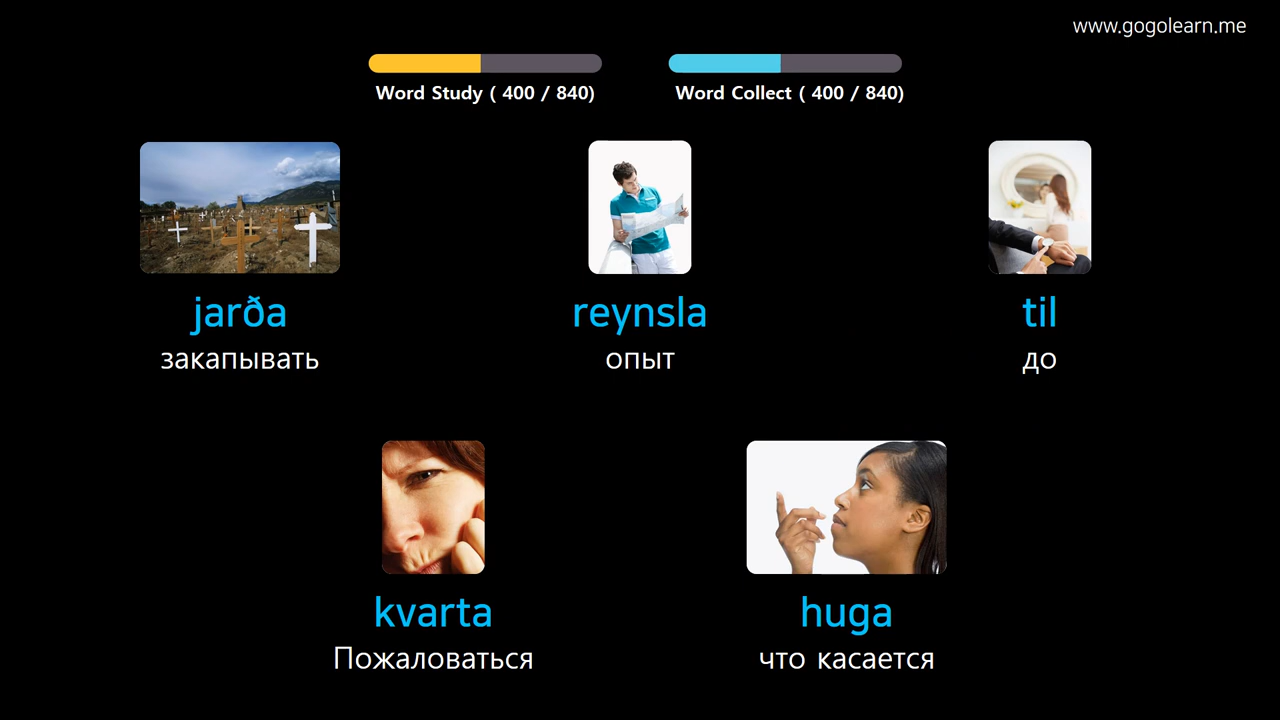 www.gogolearn.me
Word Study ( 400 / 840)
Word Collect ( 400 / 840)
jarða
reynsla
til
закапывать
опыт
до
kvarta
huga
Пожаловаться
что касается